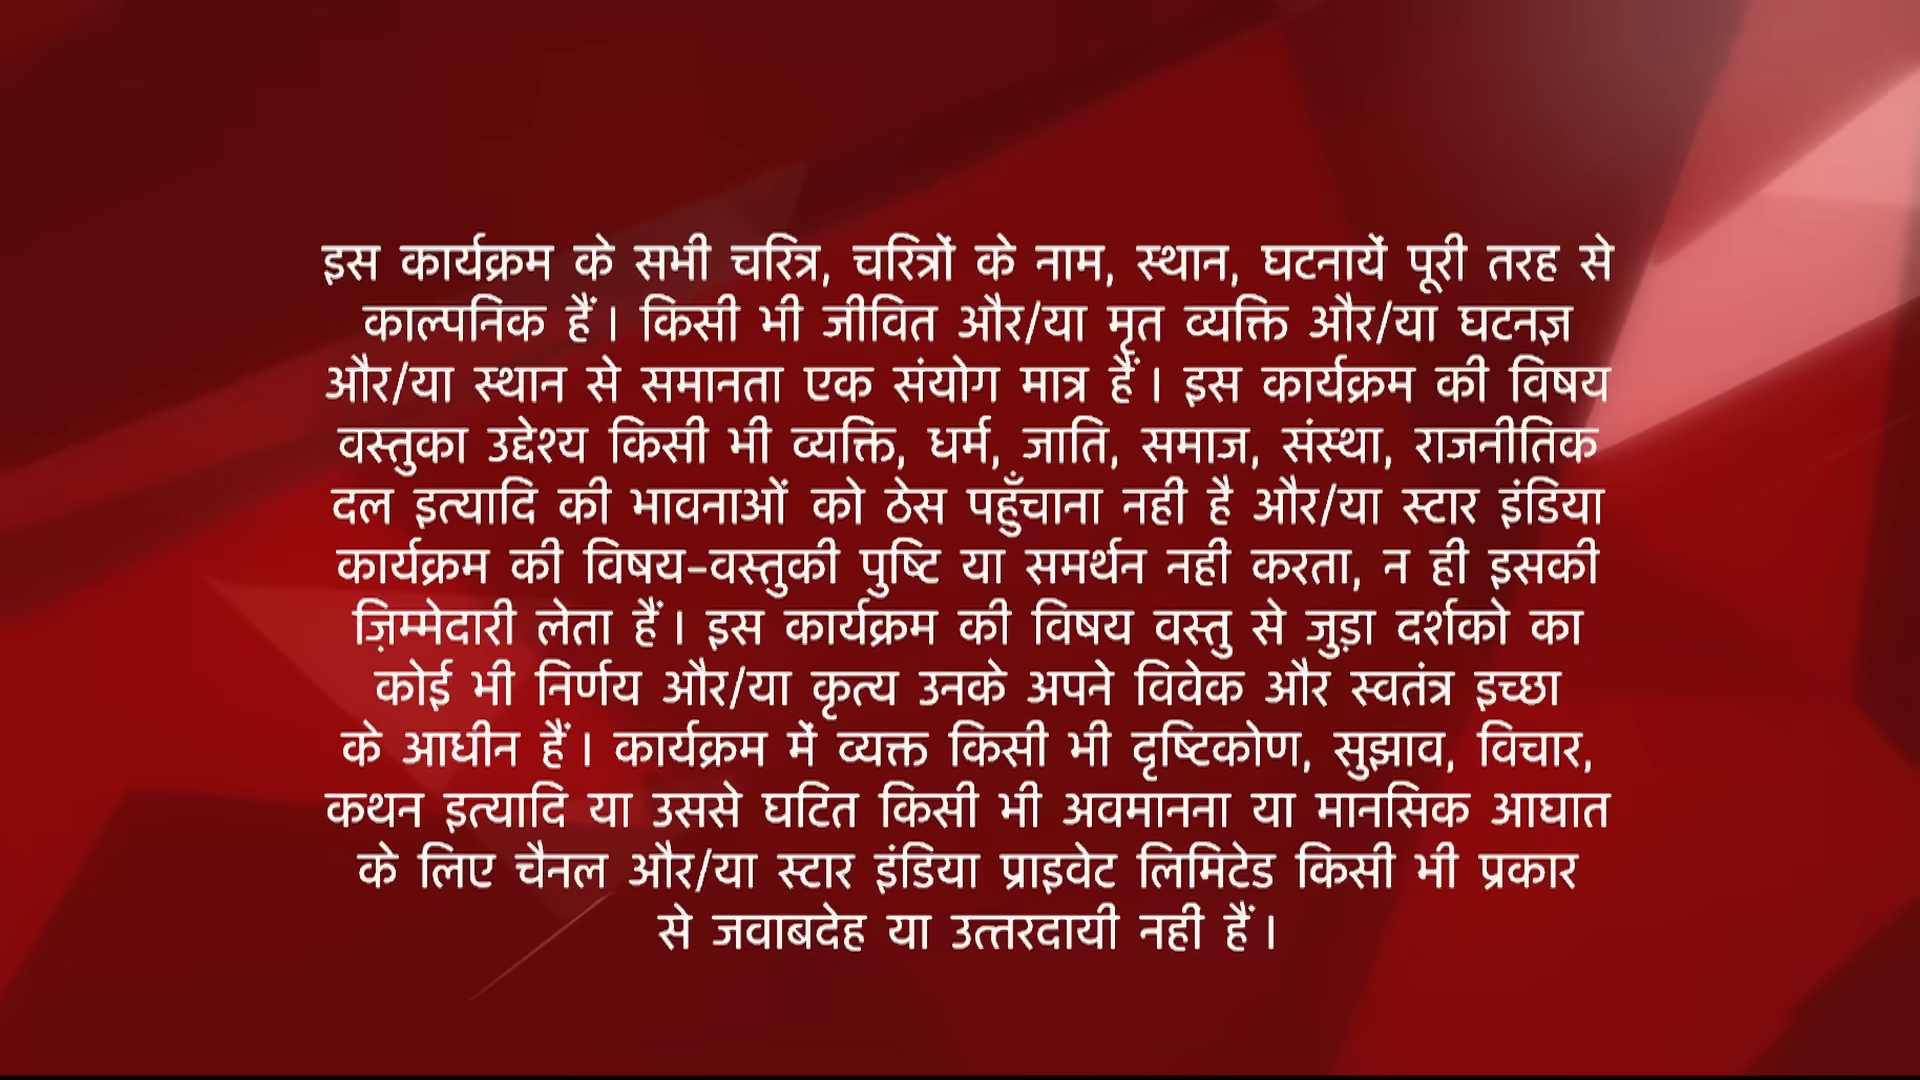 इस कार्यक्रम के सभी चरित्र, चरित्रों के नाम, स्थान, घटनायें पूरी तरह से
काल्पनिक हैं। किसी भी जीवित और/या मृत व्यक्ति और/या घटनज्ञ
और/या स्थान से समानता एक संयोग मात्र हैं। इस कार्यक्रम की विषय
वस्तुका उद्देश्य किसी भी व्यक्ति, धर्म, जाति, समाज, संस्था, राजनीतिक
दल इत्यादि की भावनाओं को ठेस पहुँचाना नही है और/या स्टार इंडिया
कार्यक्रम की विषय-वस्तुकी पुष्टि या समर्थन नही करता, न ही इसकी
ज़िम्मेदारी लेता हैं। इस कार्यक्रम की विषय वस्तु से जुड़ा दर्शको का
कोई भी निर्णय और/या कृत्य उनके अपने विवेक और स्वतंत्र इच्छा
के आधीन हैं। कार्यक्रम में व्यक्त किसी भी दृष्टिकोण, सुझाव, विचार,
कथन इत्यादि या उससे घटित किसी भी अवमानना या मानसिक आघात
के लिए चैनल और/या स्टार इंडिया प्राइवेट लिमिटेड किसी भी प्रकार
से जवाबदेह या उत्तरदायी नही हैं।